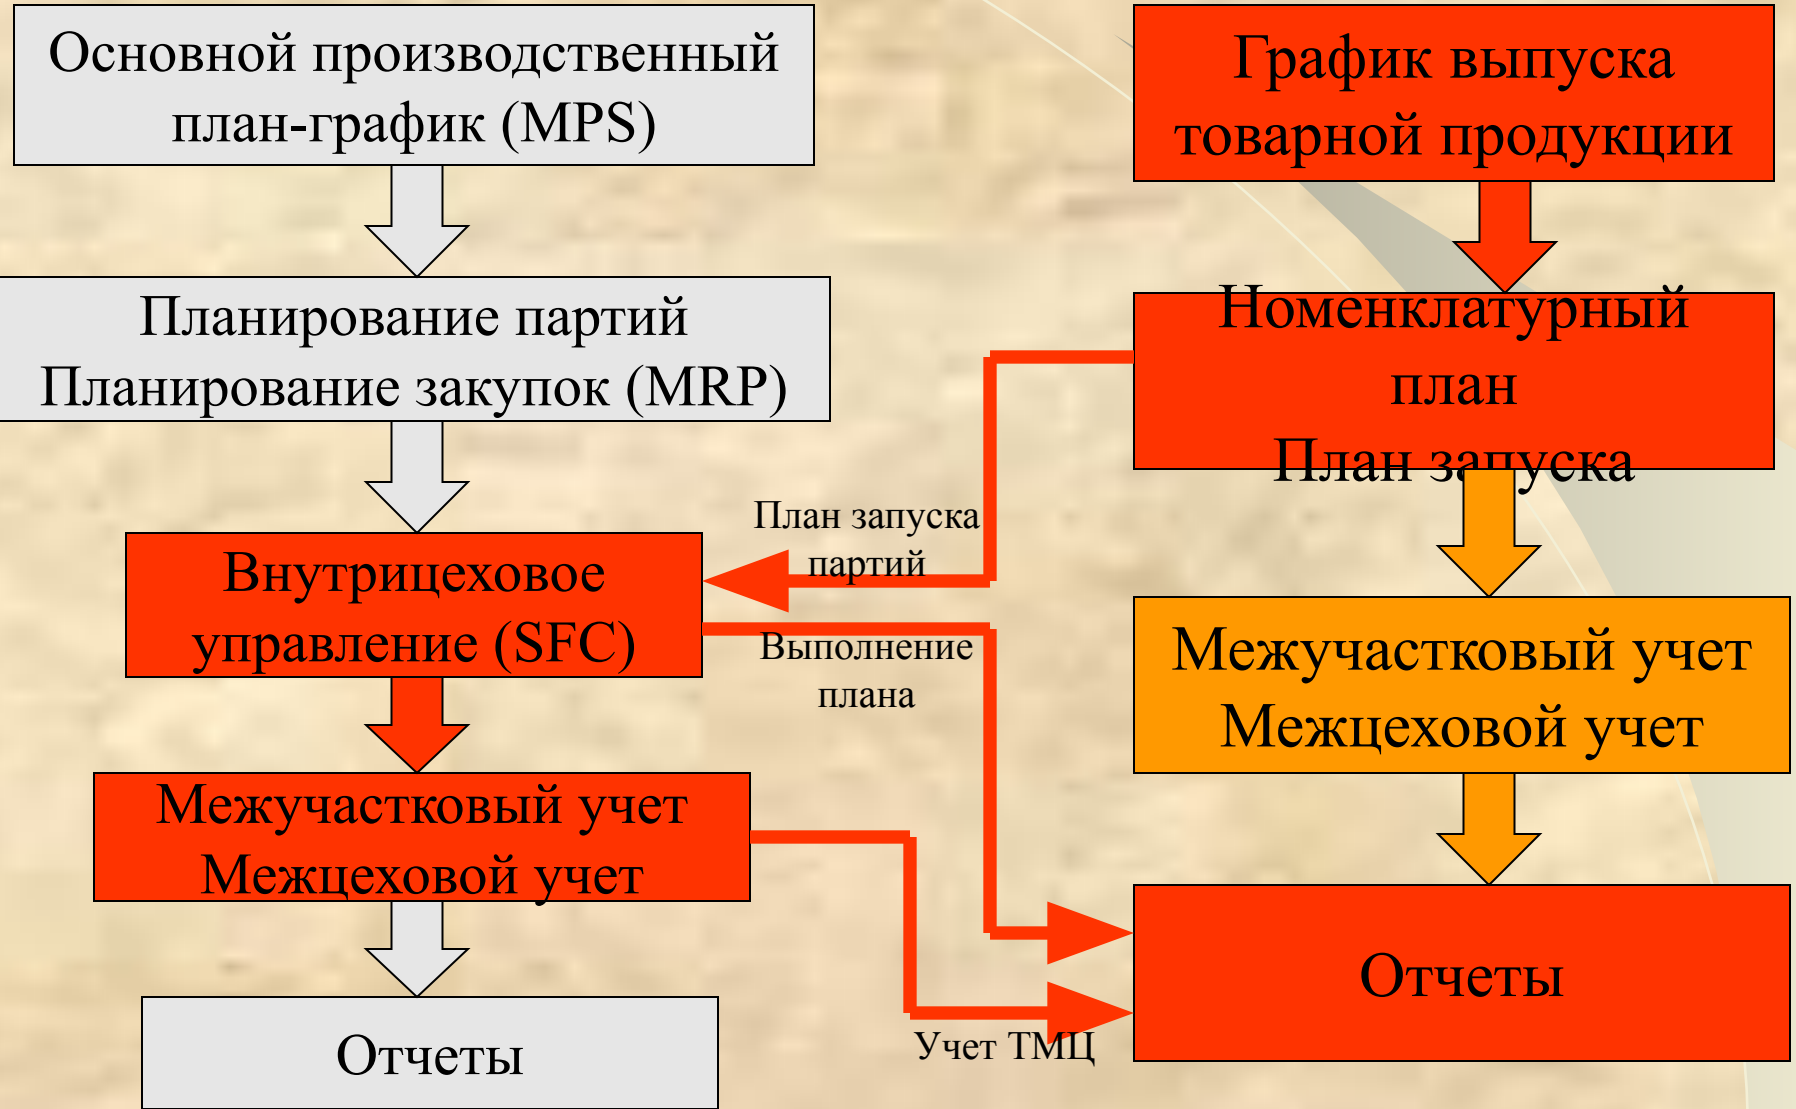 Основной производственный
план-график (MPS)
Планирование партий
Планирование закупок (MRP)
Внутрицеховое
управление (SFC)
Межучастковый учет
Межцеховой учет
Отчеты
План запуска
партий
Выполнение
плана
Учет ТМЦ
График выпуска
товарной продукции
Номенклатурный
план
План запуска
Межучастковый учет
Межцеховой учет
Отчеты